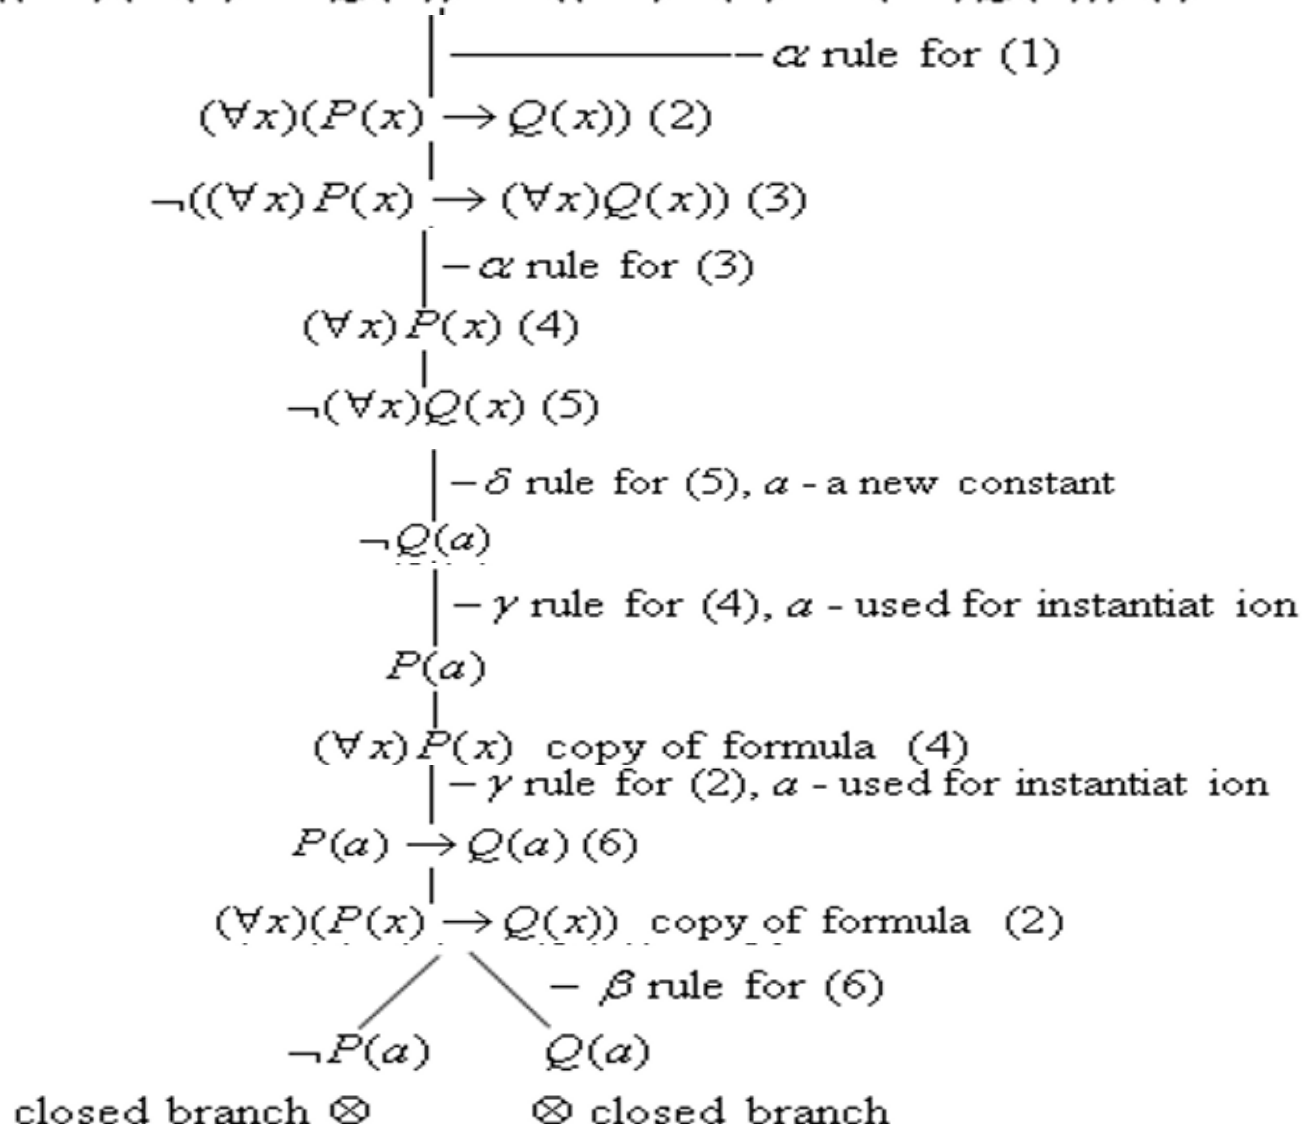 — α rule for (1)
(∀x)(P(x) → Q(x)) (2)
¬((∀x)P(x) → (∀x)Q(x)) (3)
– α rule for (3)
(∀x)P(x) (4)
¬(∀x)Q(x) (5)
– δ rule for (5), a - a new constant
¬Q(a)
– γ rule for (4), a - used for instantiat ion
P(a)
(∀x)P(x) copy of formula (4)
– γ rule for (2), a - used for instantiat ion
P(a) → Q(a) (6)
(∀x)(P(x) → Q(x)) copy of formula (2)
– β rule for (6)
¬P(a) Q(a)
closed branch ⊗ ⊗ closed branch